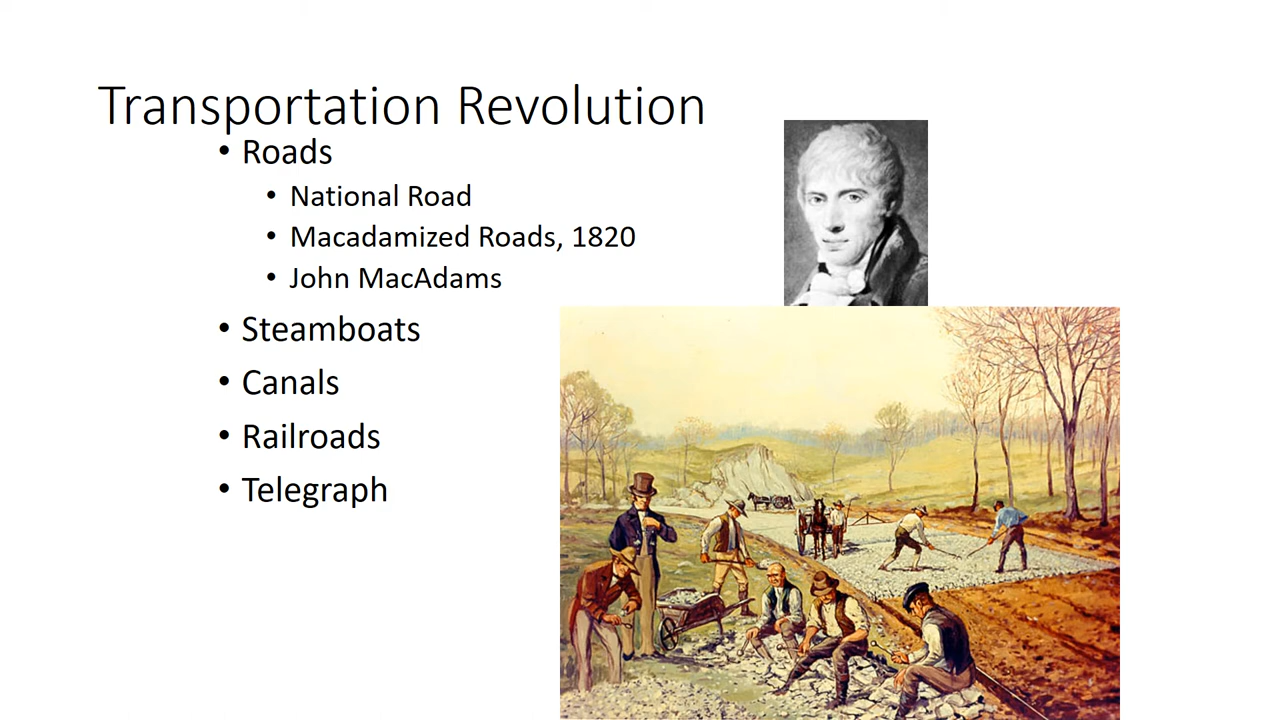 Transportation Revolution
• Roads
• National Road
• Macadamized Roads, 1820
• John MacAdams
• Steamboats
• Canals
• Railroads
• Telegraph